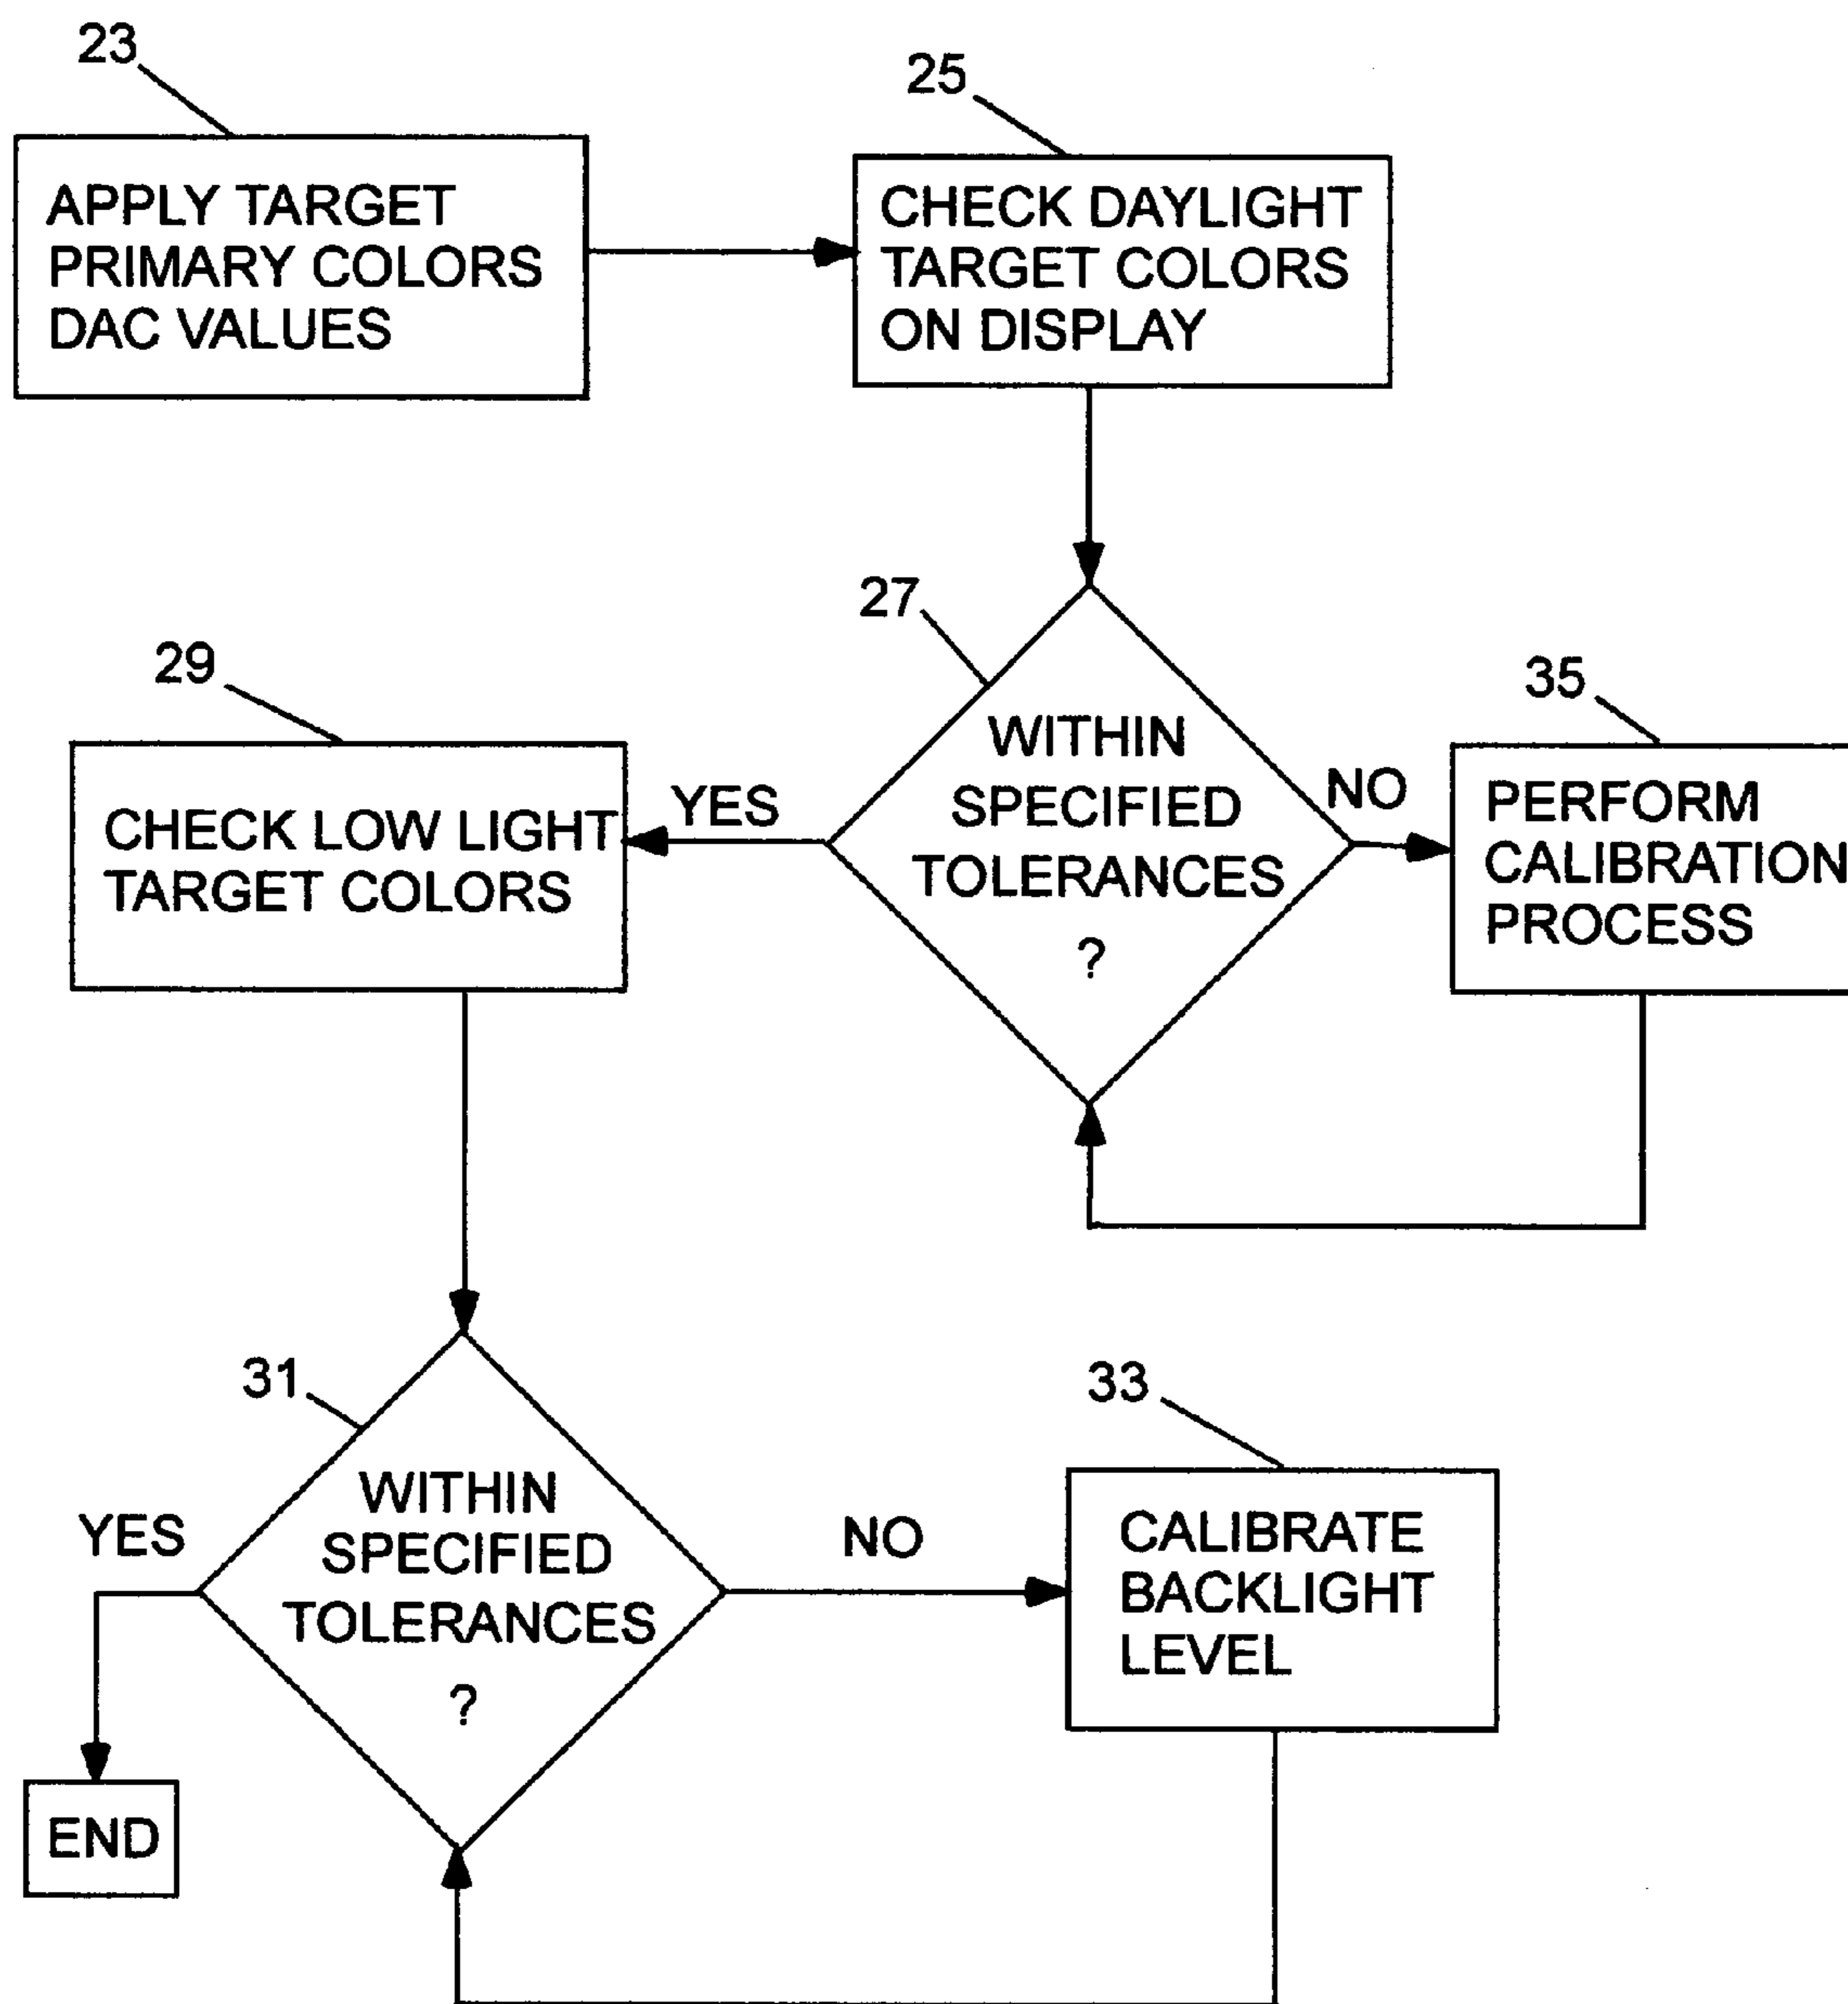 23
APPLY TARGET
PRIMARY COLORS
DAC VALUES
25
CHECK DAYLIGHT
TARGET COLORS
ON DISPLAY
27
WITHIN
SPECIFIED
TOLERANCES
?
NO
35
PERFORM
CALIBRATION
PROCESS
YES
29
CHECK LOW LIGHT
TARGET COLORS
31
WITHIN
SPECIFIED
TOLERANCES
?
NO
33
CALIBRATE
BACKLIGHT
LEVEL
YES
END